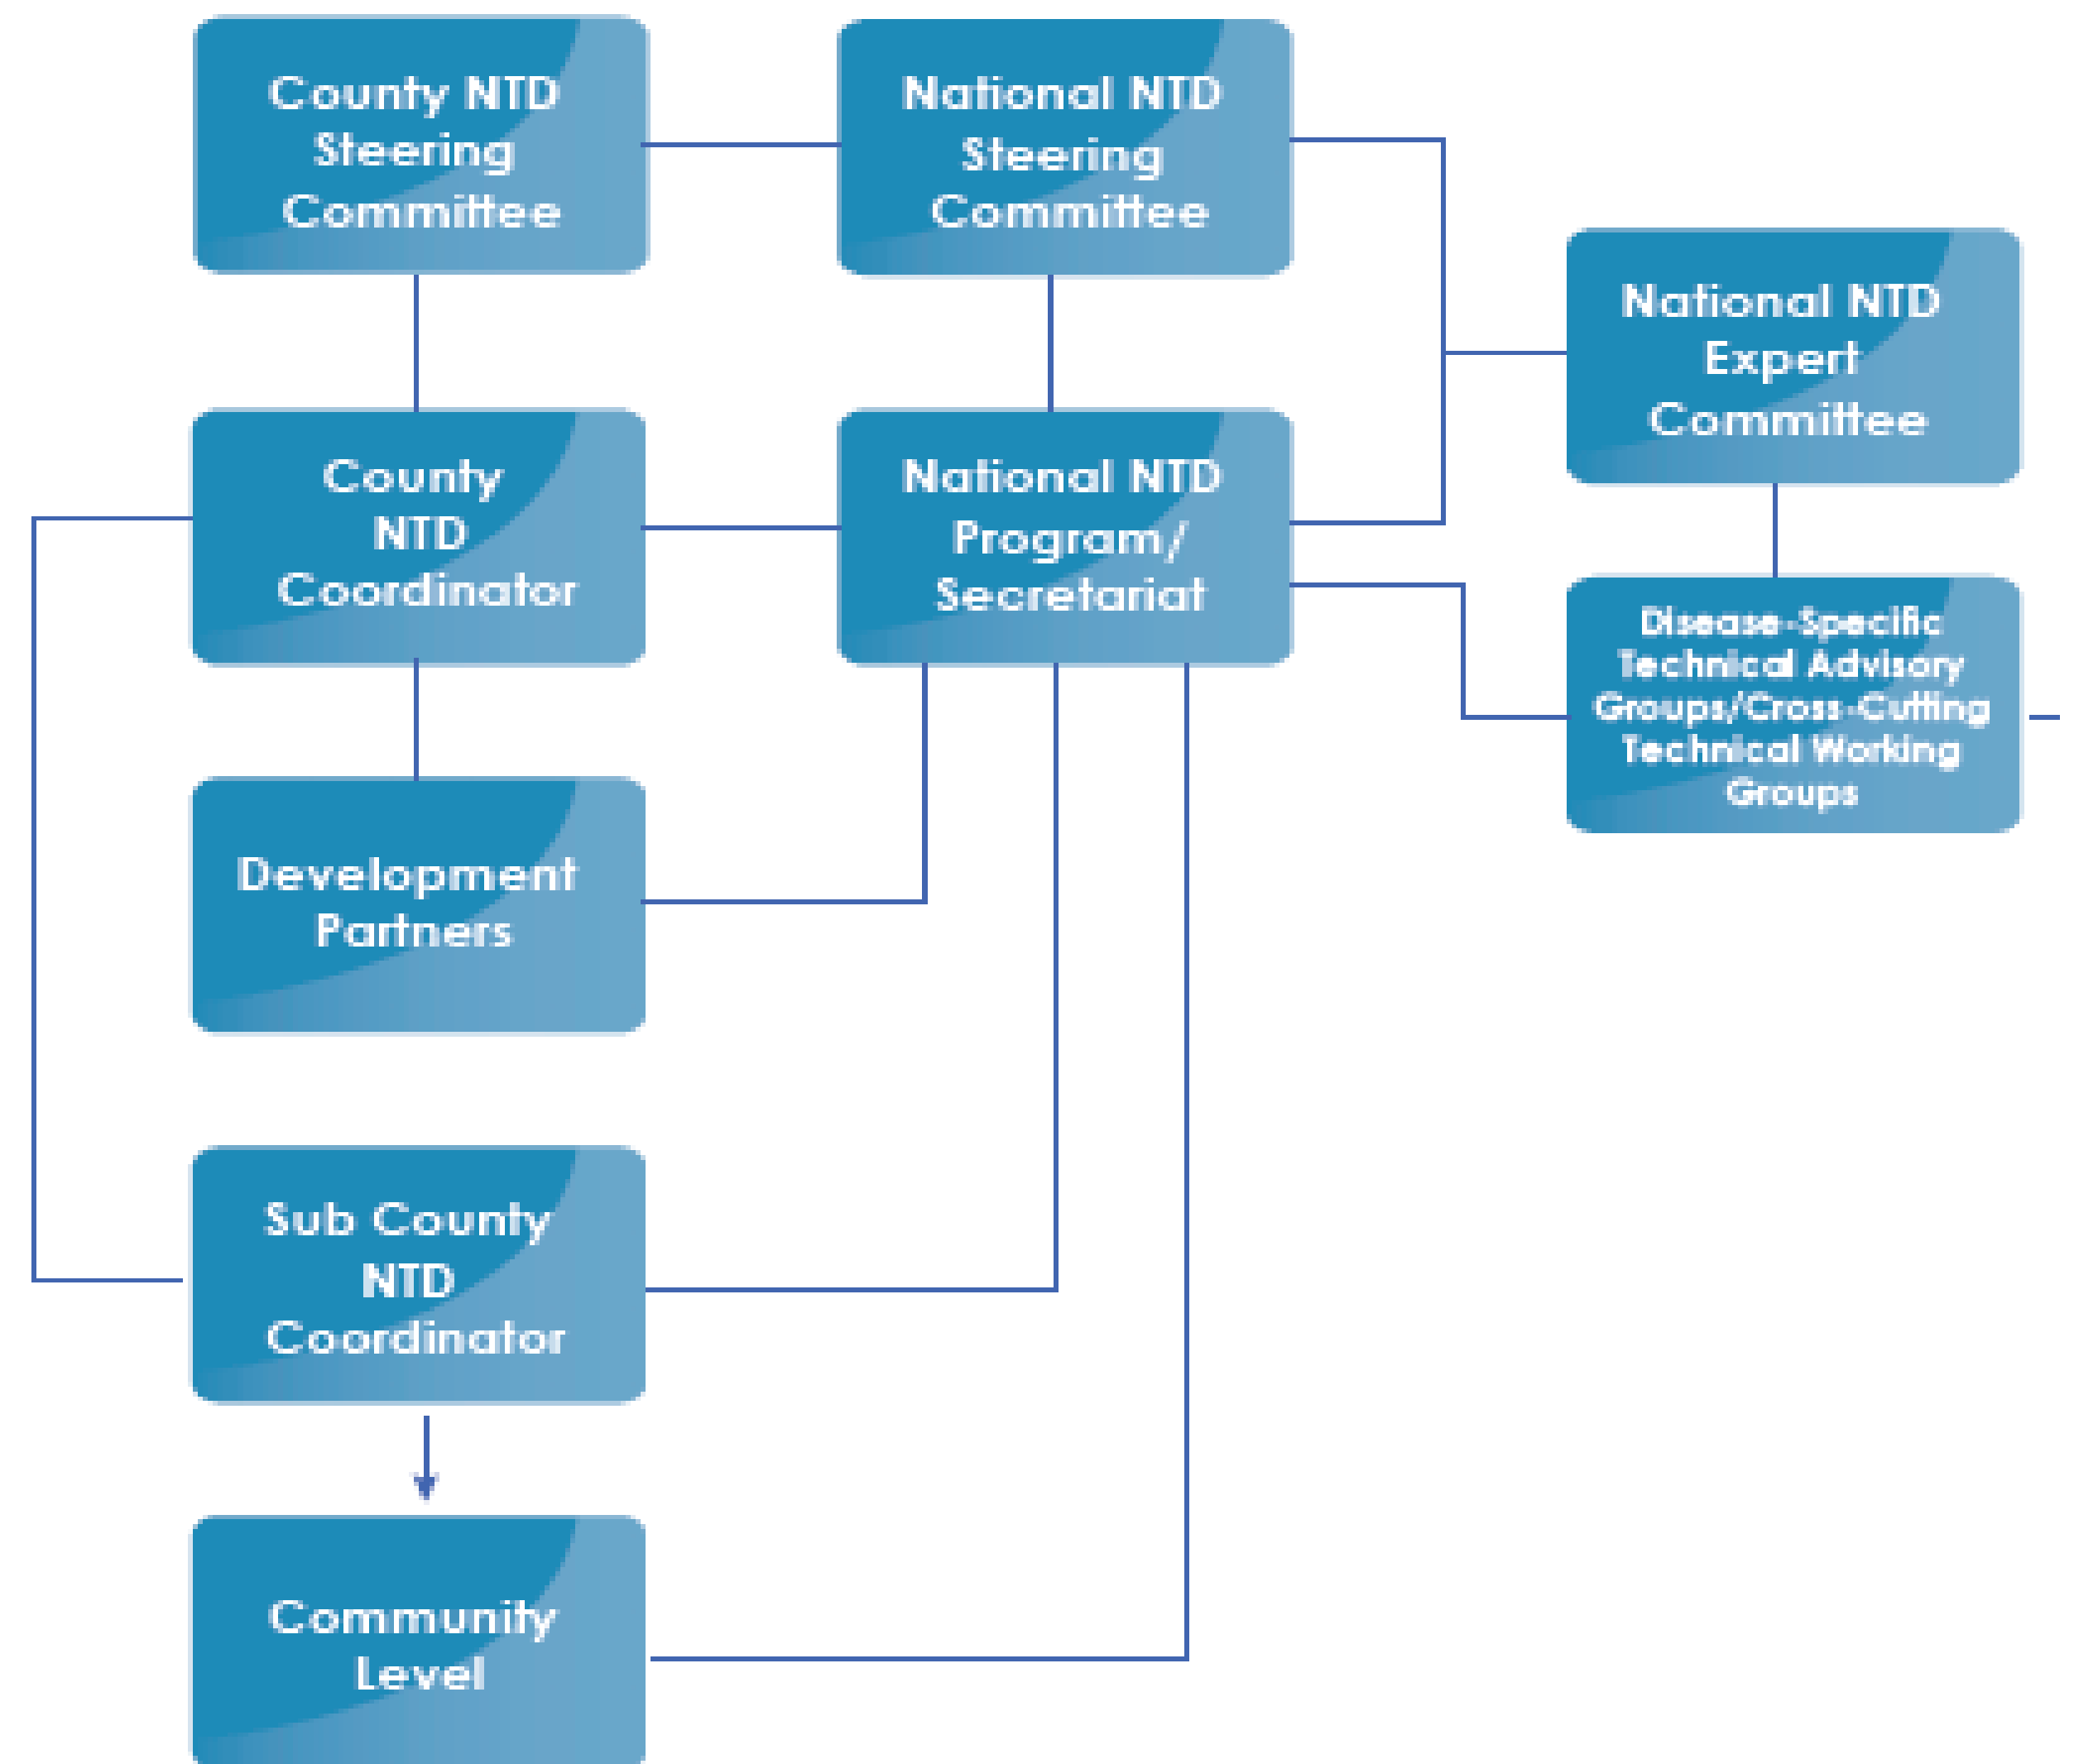 County NTD
Steering
Committee
National NTD
Steering
Committee
National NTD
Expert
Committee
County
NTD
Coordinator
National NTD
Program/
Secretariat
Disease-Specific
Technical Advisory
Groups/Cross-Cutting
Technical Working
Groups
Development
Partners
Sub County
NTD
Coordinator
Community
Level